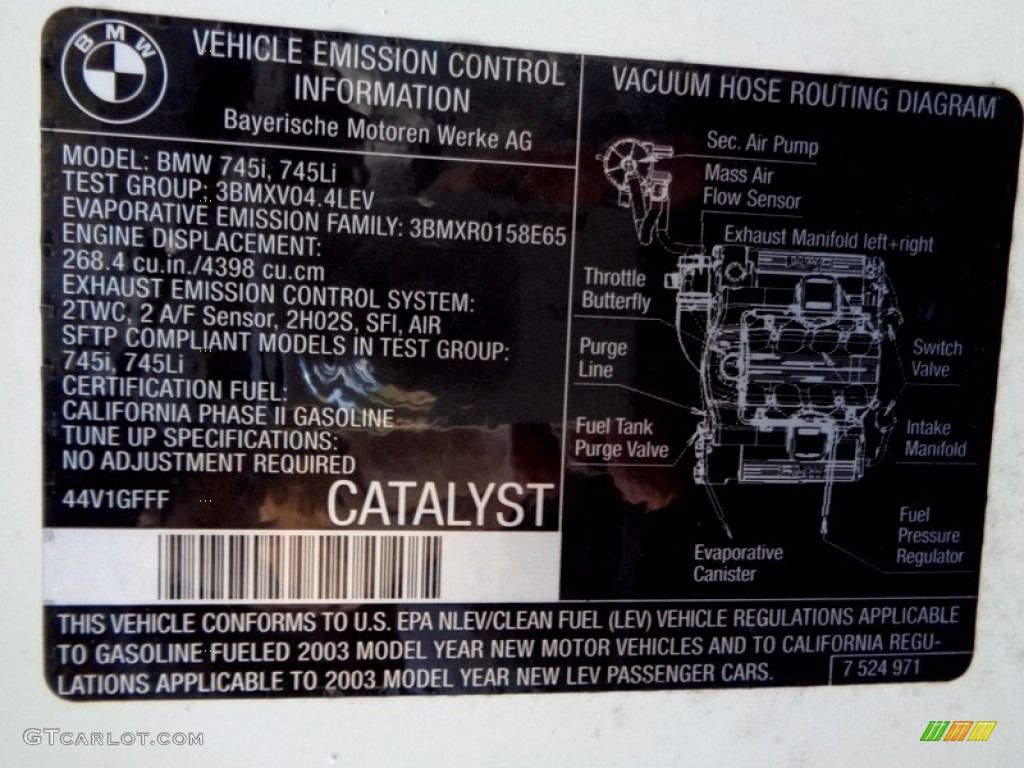 BMW
VEHICLE EMISSION CONTROL
INFORMATION
Bayerische Motoren Werke AG
MODEL: BMW 745i, 745Li
TEST GROUP: 3BMXV04.4LEV
EVAPORATIVE EMISSION FAMILY: 3BMXR0158E65
ENGINE DISPLACEMENT:
268.4 cu.in./4398 cu.cm
EXHAUST EMISSION CONTROL SYSTEM:
2TWC, 2 A/F Sensor, 2H02S, SFI, AIR
SFTP COMPLIANT MODELS IN TEST GROUP:
745i, 745Li
CERTIFICATION FUEL:
CALIFORNIA PHASE II GASOLINE
TUNE UP SPECIFICATIONS:
NO ADJUSTMENT REQUIRED
44V1GFFF
CATALYST
VACUUM HOSE ROUTING DIAGRAM
Sec. Air Pump
Mass Air
Flow Sensor
Exhaust Manifold left+right
Throttle
Butterfly
Purge
Line
Switch
Valve
Fuel Tank
Purge Valve
Intake
Manifold
Fuel
Pressure
Regulator
Evaporative
Canister
THIS VEHICLE CONFORMS TO U.S. EPA NLEV/CLEAN FUEL (LEV) VEHICLE REGULATIONS APPLICABLE
TO GASOLINE FUELED 2003 MODEL YEAR NEW MOTOR VEHICLES AND TO CALIFORNIA REGU-
LATIONS APPLICABLE TO 2003 MODEL YEAR NEW LEV PASSENGER CARS.
7 524 971
GTCARLOT.COM